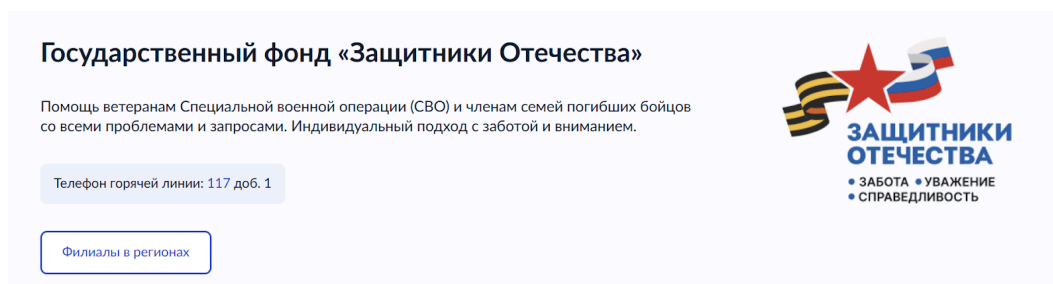 Государственный фонд «Защитники Отечества»
Помощь ветеранам Специальной военной операции (СВО) и членам семей погибших бойцов
со всеми проблемами и запросами. Индивидуальный подход с заботой и вниманием.
Телефон горячей линии: 117 доб. 1
Филиалы в регионах
ЗАЩИТНИКИ
ОТЕЧЕСТВА
• ЗАБОТА • УВАЖЕНИЕ
• СПРАВЕДЛИВОСТЬ